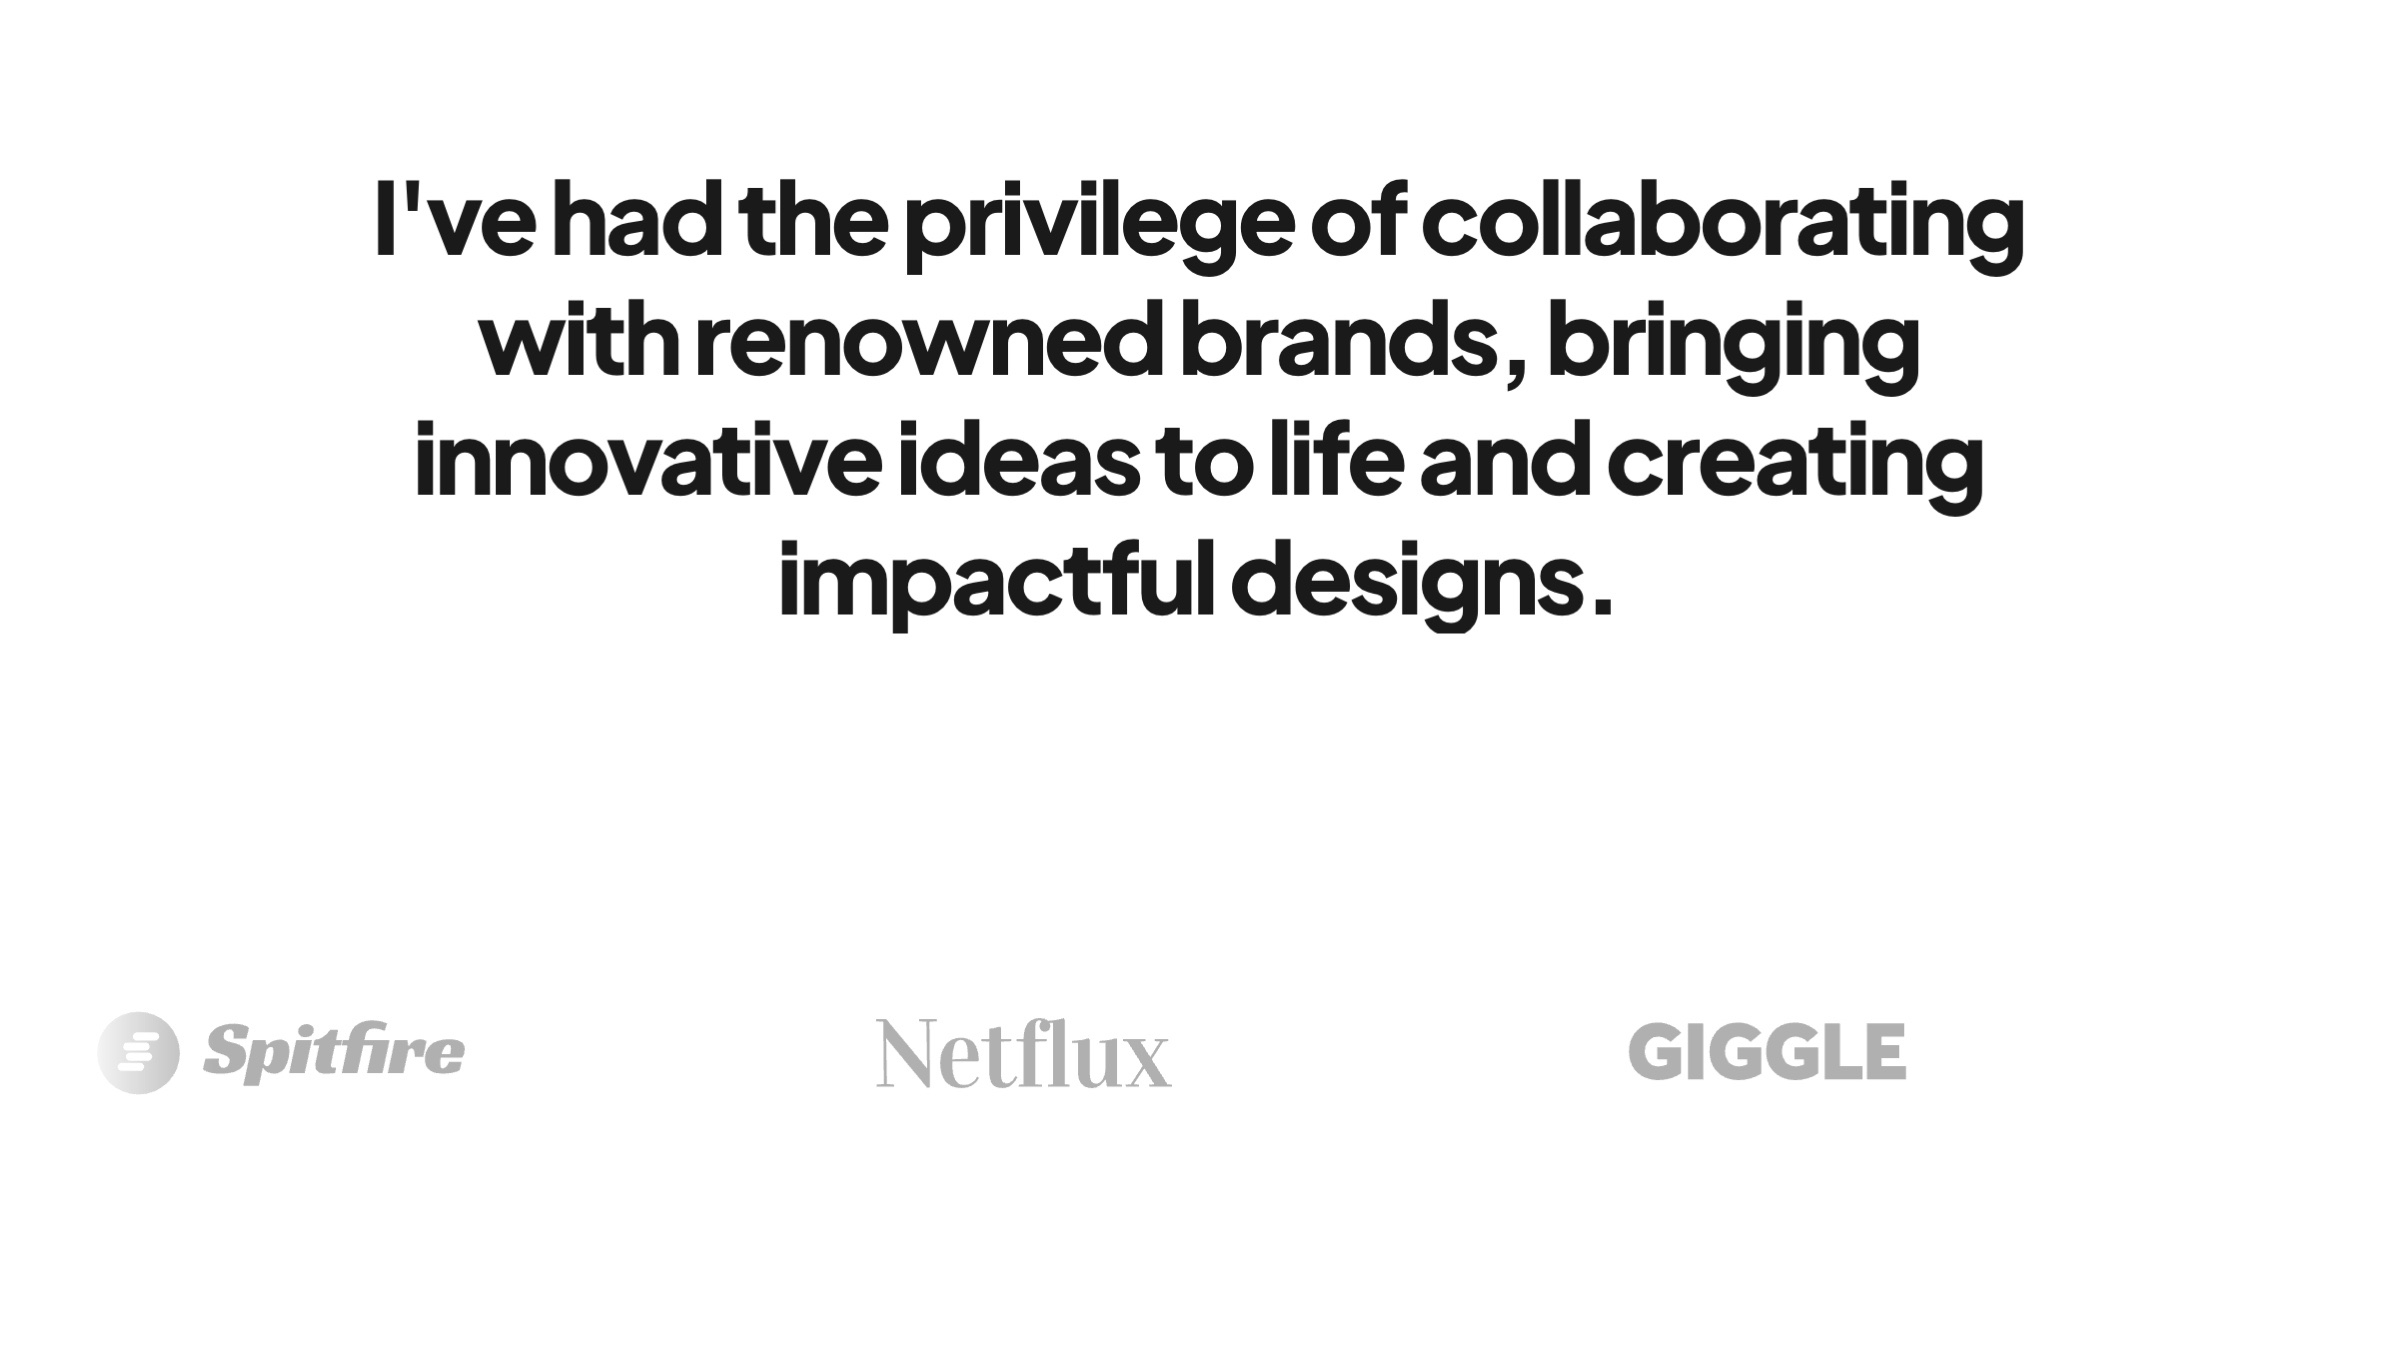 I've had the privilege of collaborating
with renowned brands, bringing
innovative ideas to life and creating
impactful designs.
Spitfire
Netflux
GIGGLE